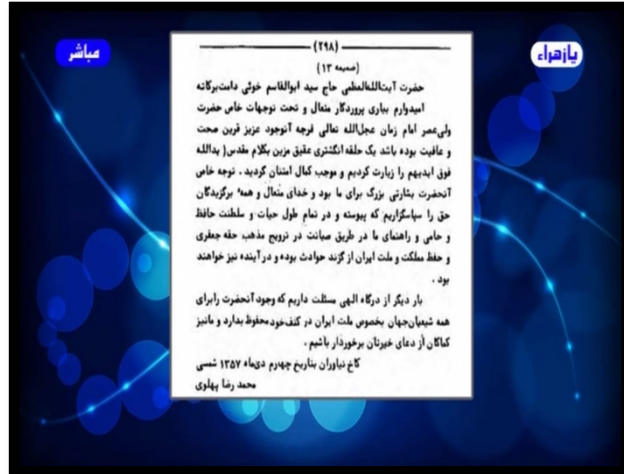 مباشر
یازهراء
(۲۹۸)
(ضمیمه ۱۳)
حضرت آیت‌الله‌العظمی حاج سید ابوالقاسم خوئی دامت‌برکاته
امیدوارم بیاری پروردگار متعال و تحت توجهات خاص حضرت
ولی‌عصر امام زمان عجل‌الله تعالی فرجه آنوجود عزیز قرین صحت
و عافیت بوده باشد یک حلقه انگشتری عقیق مزین بکلام مقدس( یدالله
فوق ایدیهم را زیارت کردیم و موجب کمال امتنان گردید . توجه خاص
آنحضرت بشارتی بزرگ برای ما بود و خدای متعال و همهٔ برگزیدگان
حق را سپاسگزاریم که پیوسته و در تمام طول حیات و سلطنت حافظ
و حامی و راهنمای ما در طریق صیانت در ترویج مذهب حقه جعفری
و حفظ مملکت و ملت ایران از گزند حوادث بوده و در آینده نیز خواهند
بود .
بار دیگر از درگاه الهی مسئلت داریم که وجود آنحضرت رابرای
همه شیعیان‌جهان بخصوص ملت ایران در کنف‌خود محفوظ بدارد و مانیز
کماکان از دعای خیرتان برخوردار باشیم .
کاخ نیاوران بتاریخ چهارم دی‌ماه ۱۳۵۷ شمسی
محمد رضا پهلوی